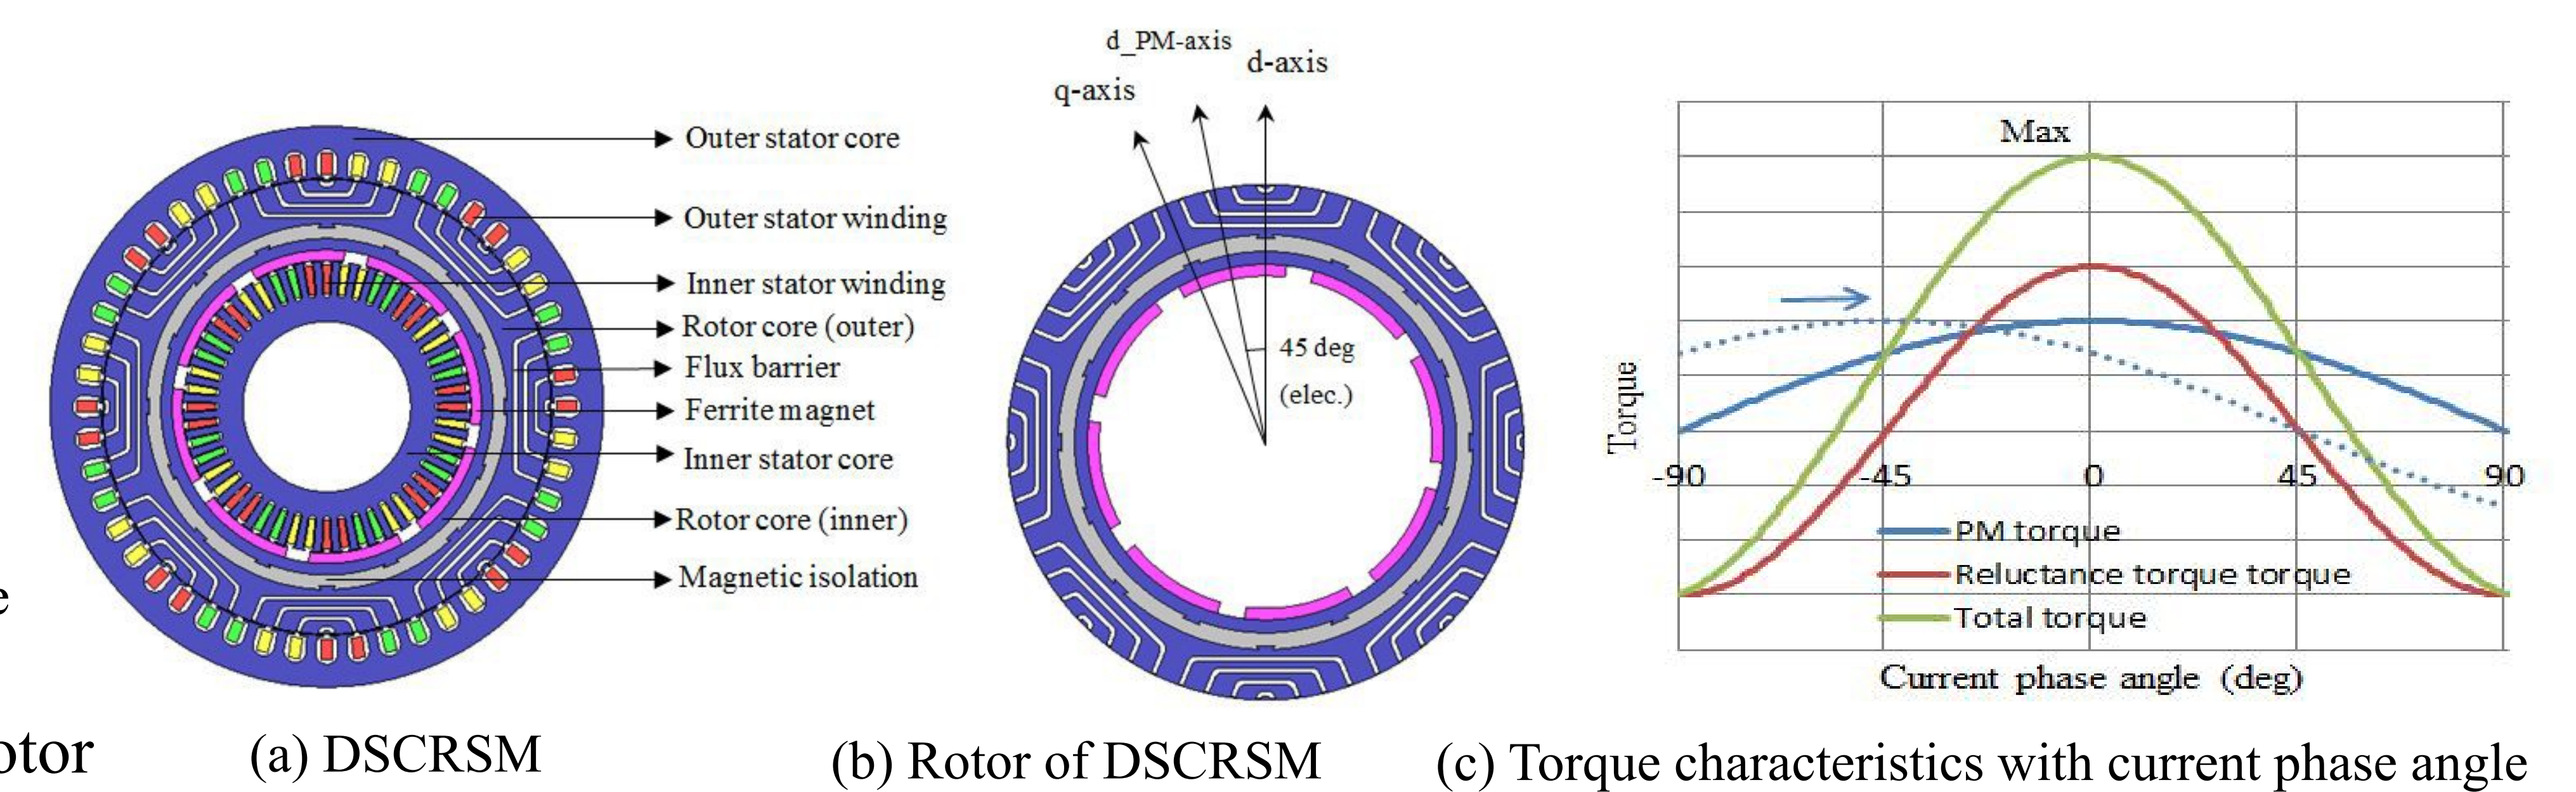 Outer stator core
Outer stator winding
Inner stator winding
Rotor core (outer)
Flux barrier
Ferrite magnet
Inner stator core
Rotor core (inner)
Magnetic isolation
e
otor
(a) DSCRSM
d_PM-axis
d-axis
q-axis
45 deg
(elec.)
(b) Rotor of DSCRSM
Max
Torque
-90
-45
0
45
90
PM torque
Reluctance torque torque
Total torque
Current phase angle (deg)
(c) Torque characteristics with current phase angle